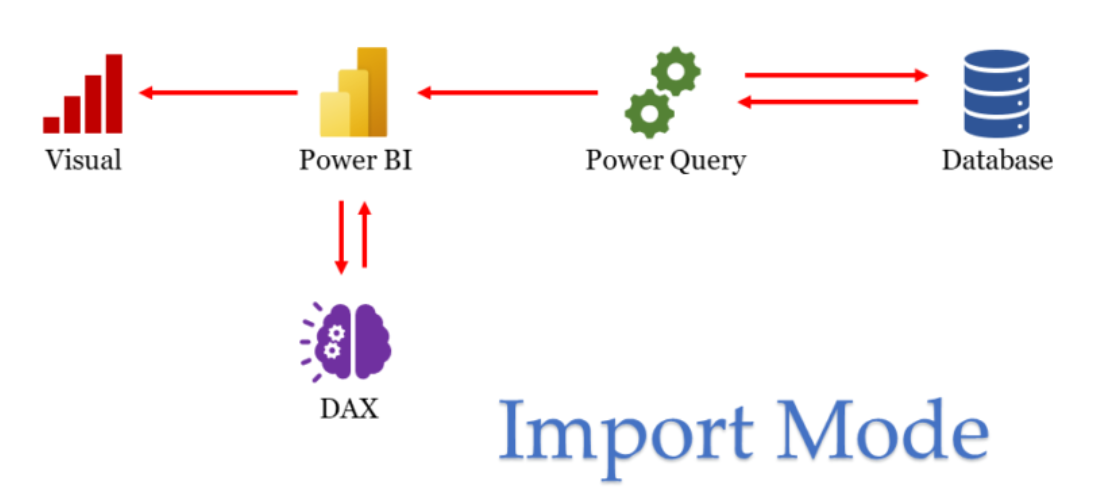 Visual
Power BI
Power Query
Database
DAX
Import Mode